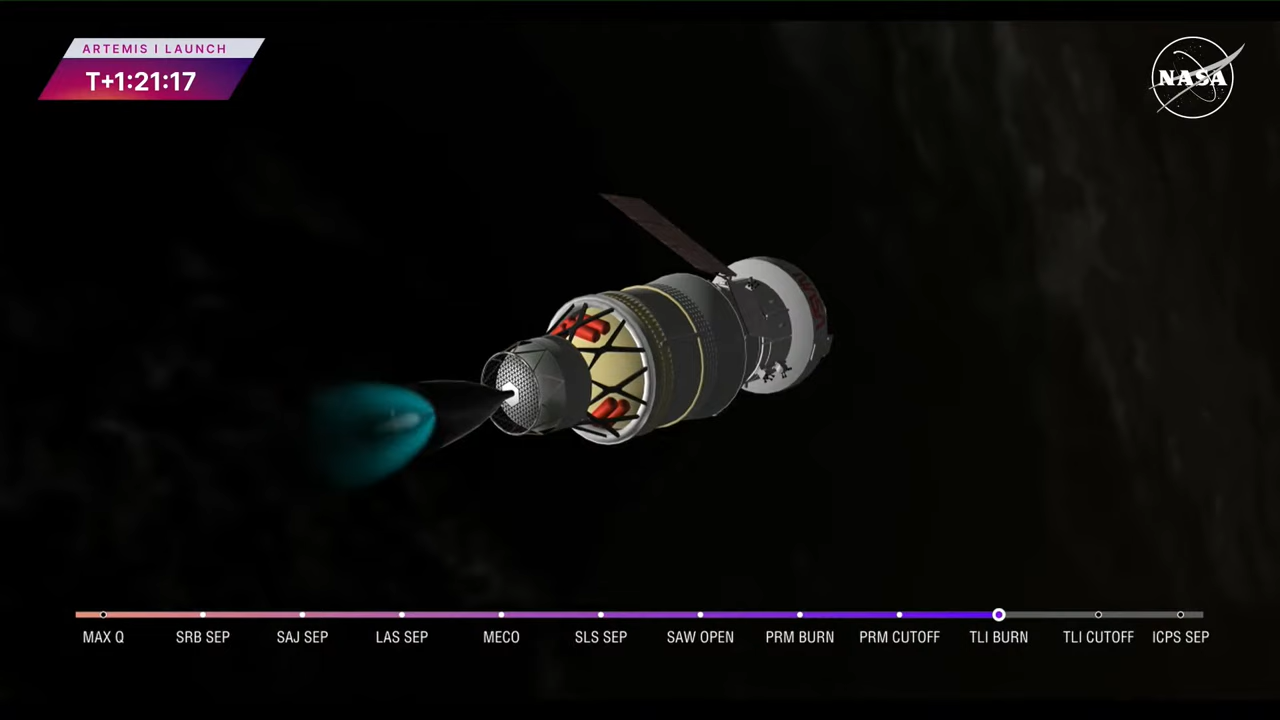 ARTEMIS I LAUNCH
T+1:21:17
NASA
MAX Q
SRB SEP
SAJ SEP
LAS SEP
MECO
SLS SEP
SAW OPEN
PRM BURN
PRM CUTOFF
TLI BURN
TLI CUTOFF
ICPS SEP